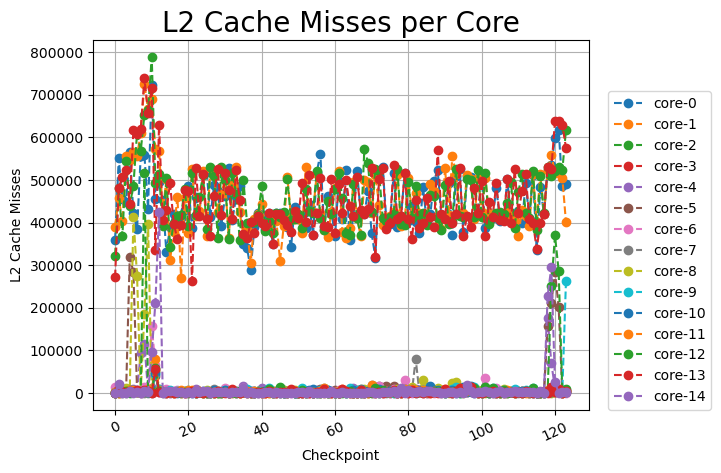 L2 Cache Misses per Core
L2 Cache Misses
800000
700000
600000
500000
400000
300000
200000
100000
0
0
20
40
60
80
100
120
Checkpoint
core-0
core-1
core-2
core-3
core-4
core-5
core-6
core-7
core-8
core-9
core-10
core-11
core-12
core-13
core-14